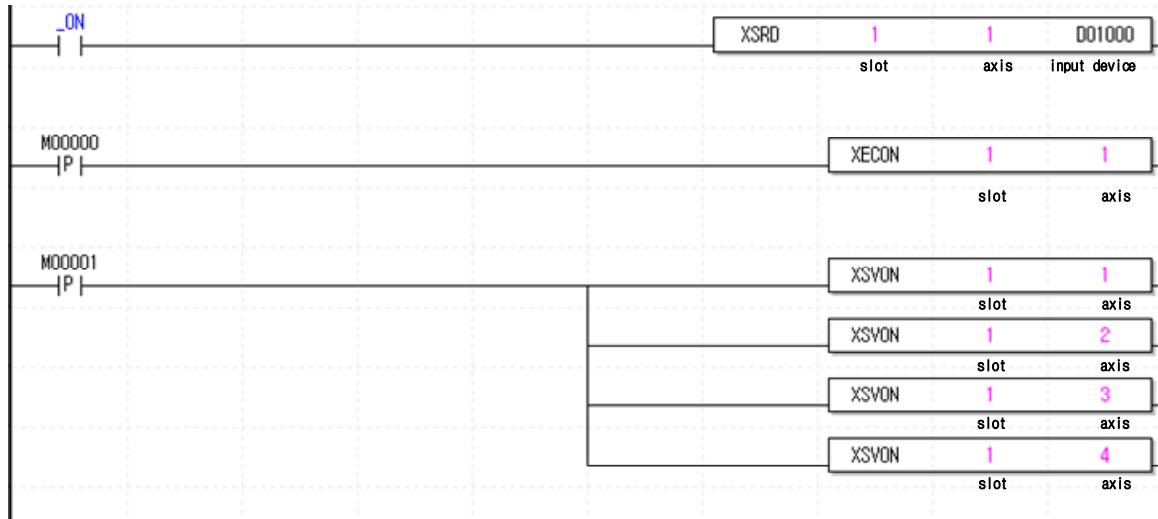 _ON
XSRD 1 1 D01000
slot axis input device
M00000
P XECON 1 1
slot axis
M00001
P XSVON 1 1
slot axis
XSVON 1 2
slot axis
XSVON 1 3
slot axis
XSVON 1 4
slot axis